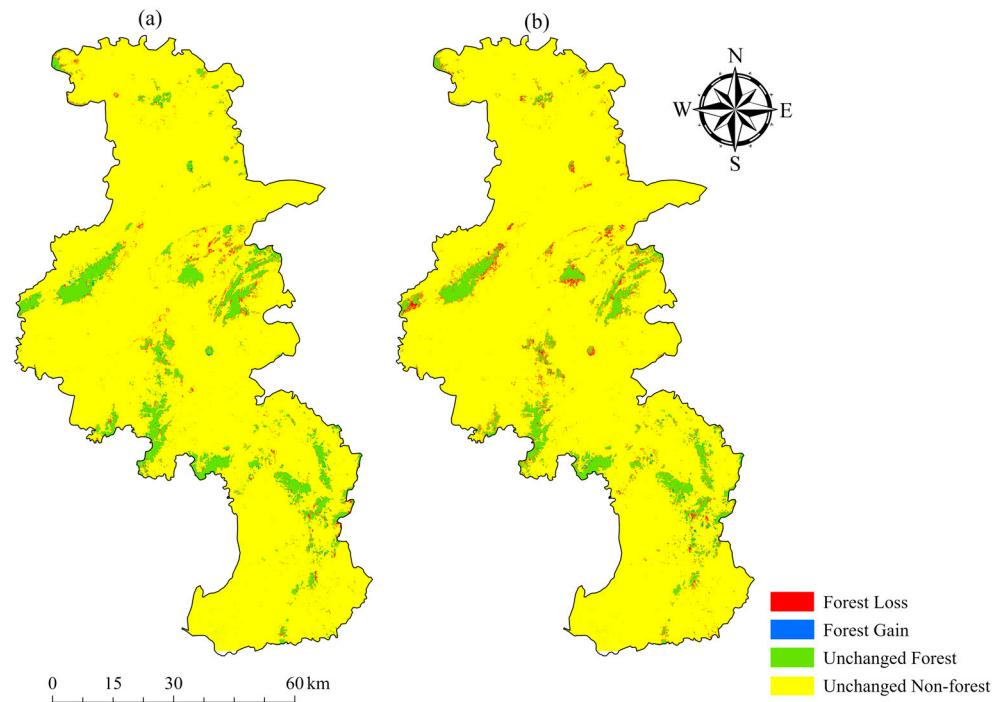 (a)
(b)
N
W
E
S
Forest Loss
Forest Gain
Unchanged Forest
Unchanged Non-forest
0 15 30 60 km